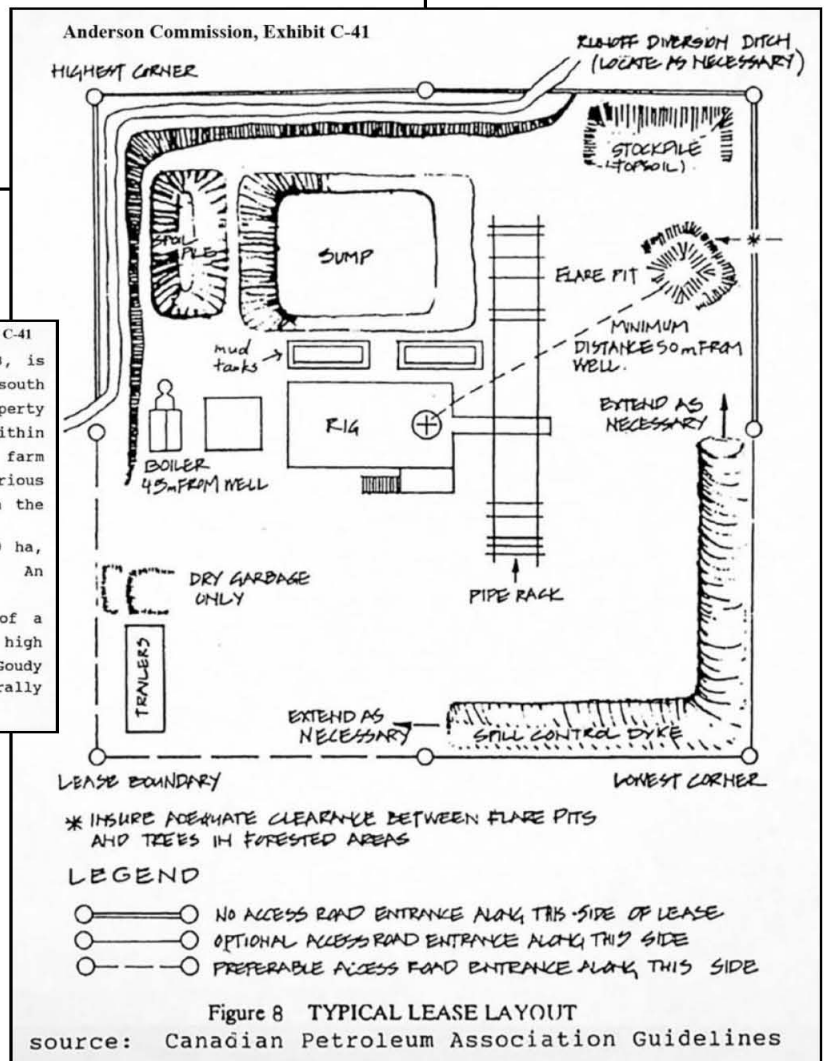 Anderson Commission, Exhibit C-41
RUNOFF DIVERSION DITCH
(LOCATE AS NECESSARY)
HIGHEST CORNER
STOCKPILE
(TOPSOIL)
SPOIL
PILE
SUMP
FLARE PIT
*
mud
tanks
MINIMUM
DISTANCE 50m FROM
WELL.
EXTEND AS
NECESSARY
RIG
BOILER
45m FROM WELL
DRY GARBAGE
ONLY
PIPE RACK
TRAILERS
EXTEND AS
NECESSARY
SPILL CONTROL DYKE
LEASE BOUNDARY
LOWEST CORNER
* INSURE ADEQUATE CLEARANCE BETWEEN FLARE PITS
AND TREES IN FORESTED AREAS
LEGEND
NO ACCESS ROAD ENTRANCE ALONG THIS SIDE OF LEASE
OPTIONAL ACCESS ROAD ENTRANCE ALONG THIS SIDE
PREFERABLE ACCESS ROAD ENTRANCE ALONG THIS SIDE
Figure 8 TYPICAL LEASE LAYOUT
source: Canadian Petroleum Association Guidelines
C-41
is
south
perty
ithin
farm
rious
the
ha,
An
of a
high
Goudy
rally